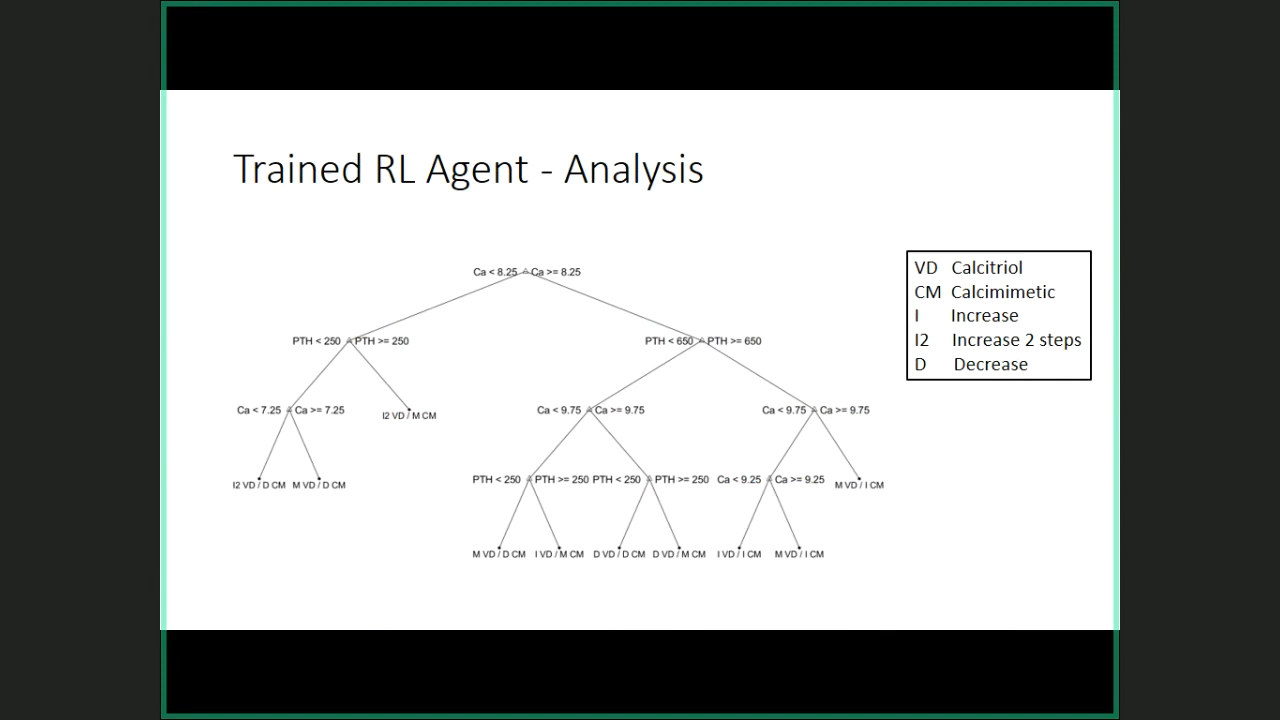 Trained RL Agent - Analysis
Ca < 8.25 Ca >= 8.25
PTH < 250 PTH >= 250
PTH < 650 PTH >= 650
Ca < 7.25 Ca >= 7.25
I2 VD / M CM
Ca < 9.75 Ca >= 9.75
Ca < 9.75 Ca >= 9.75
I2 VD / D CM M VD / D CM
PTH < 250 PTH >= 250 PTH < 250 PTH >= 250 Ca < 9.25 Ca >= 9.25 M VD / I CM
M VD / D CM I VD / M CM D VD / D CM D VD / M CM I VD / I CM M VD / I CM
VD Calcitriol
CM Calcimimetic
I Increase
I2 Increase 2 steps
D Decrease